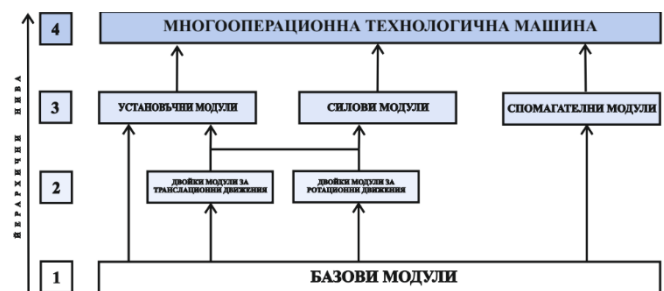 ЙЕРАРХИЧНИ НИВА
4
МНОГООПЕРАЦИОННА ТЕХНОЛОГИЧНА МАШИНА
3
УСТАНОВЪЧНИ МОДУЛИ
СИЛОВИ МОДУЛИ
СПОМАГАТЕЛНИ МОДУЛИ
2
ДВОЙКИ МОДУЛИ ЗА
ТРАНСЛАЦИОННИ ДВИЖЕНИЯ
ДВОЙКИ МОДУЛИ ЗА
РОТАЦИОННИ ДВИЖЕНИЯ
1
БАЗОВИ МОДУЛИ